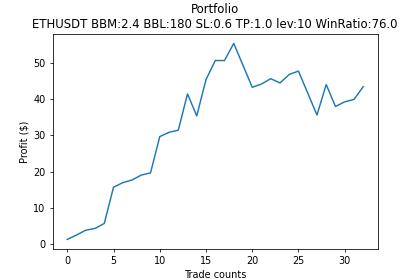 Portfolio
ETHUSDT BBM:2.4 BBL:180 SL:0.6 TP:1.0 lev:10 WinRatio:76.0
50
40
30
20
10
0
Profit ($)
0 5 10 15 20 25 30
Trade counts